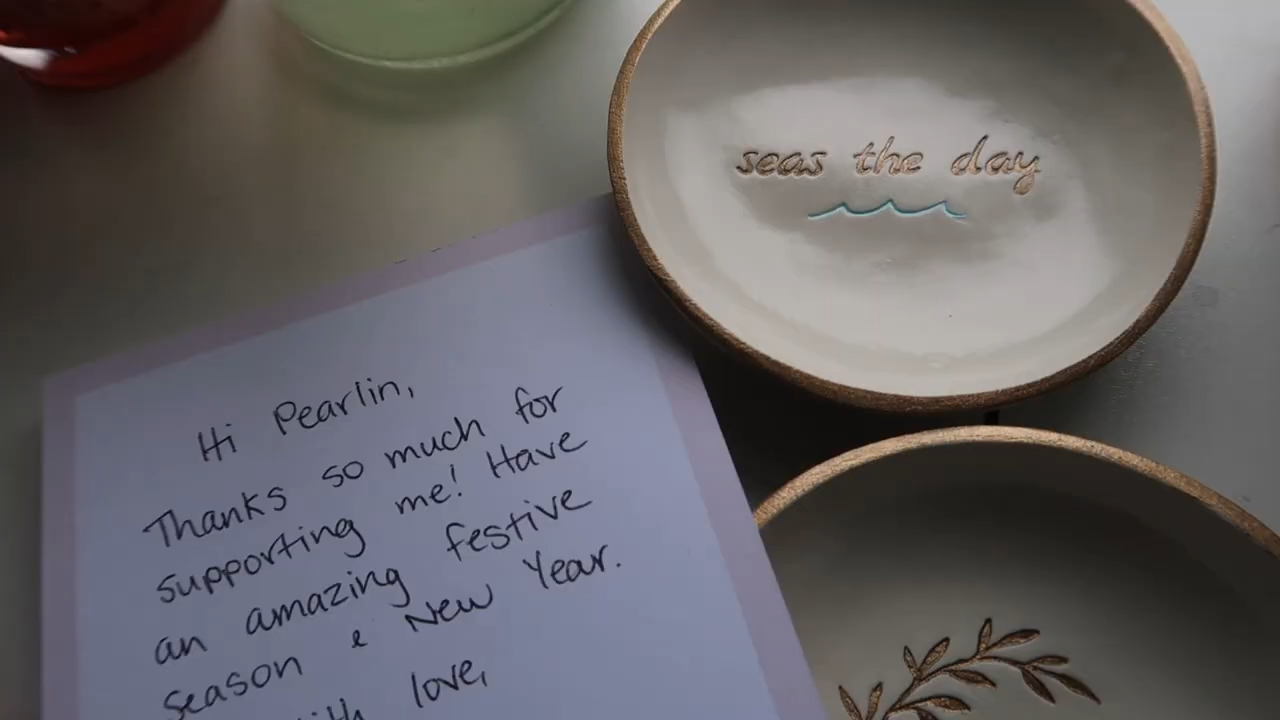 seas the day
Hi Pearlin,
Thanks so much for
supporting me! Have
an amazing festive
season & New Year.
With love,